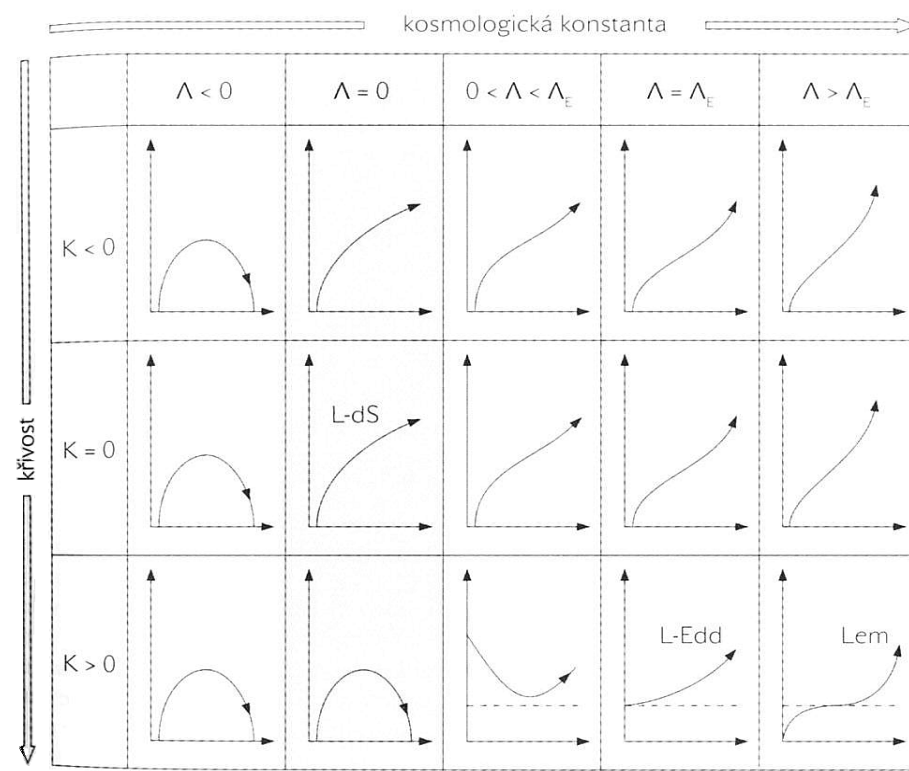 kosmologická konstanta
Λ < 0
Λ = 0
0 < Λ < Λ_E
Λ = Λ_E
Λ > Λ_E
křivost
K < 0
K = 0
L-dS
K > 0
L-Edd
Lem